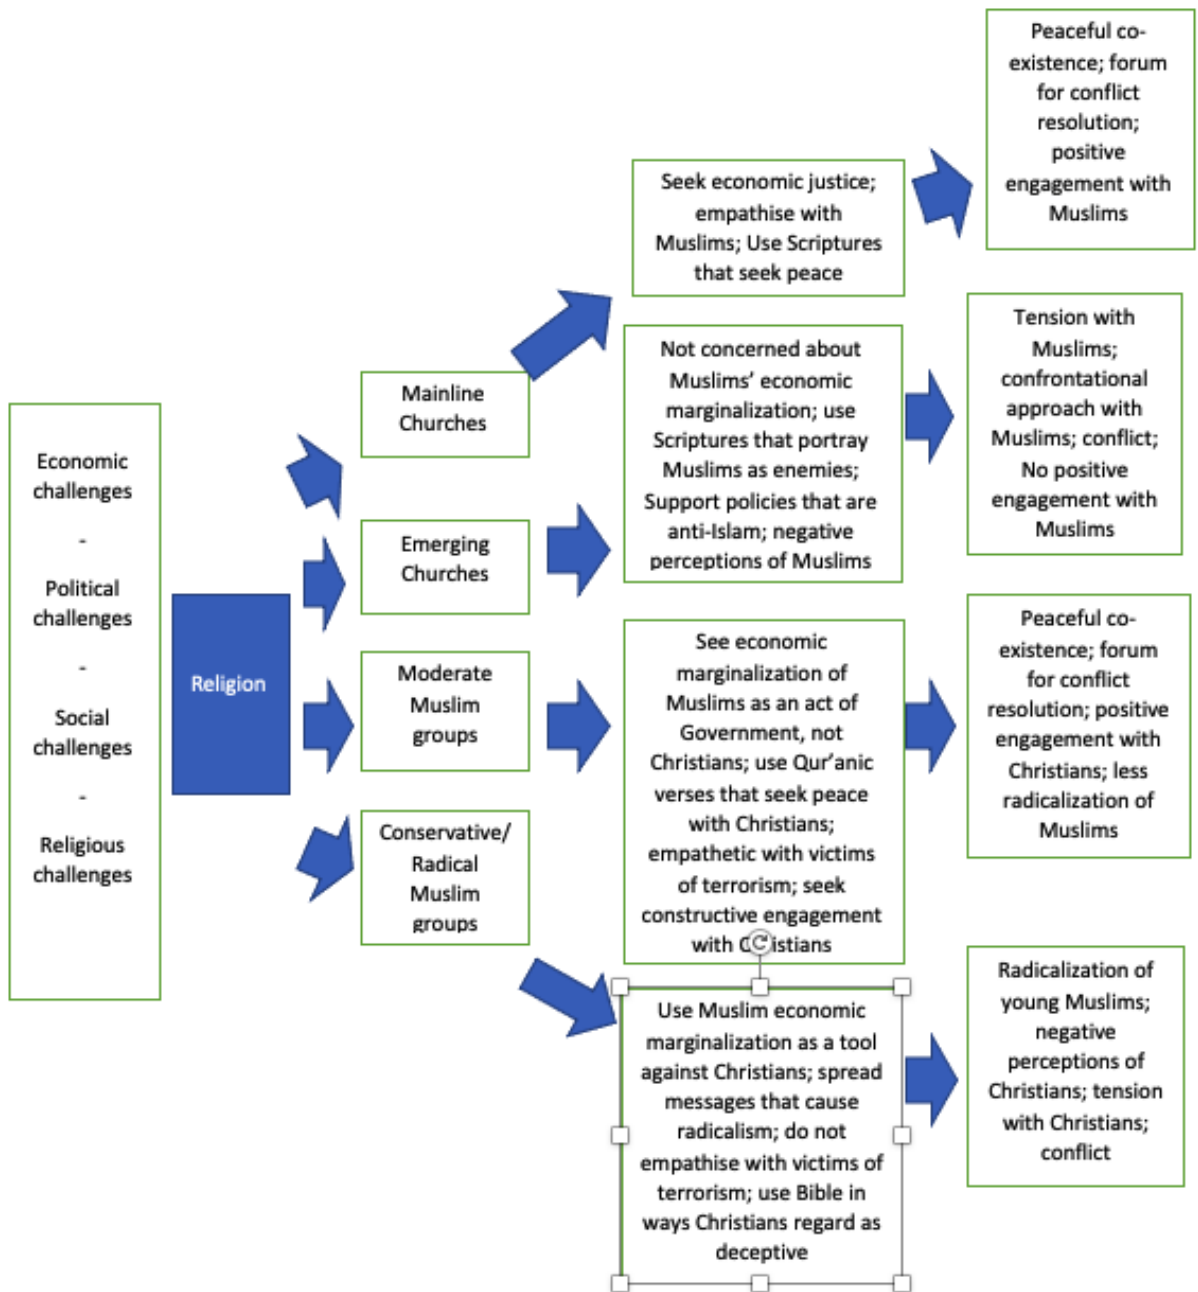 Economic
challenges
-
Political
challenges
-
Social
challenges
-
Religious
challenges
Religion
Mainline
Churches
Emerging
Churches
Moderate
Muslim
groups
Conservative/
Radical
Muslim
groups
Seek economic justice;
empathise with
Muslims; Use Scriptures
that seek peace
Not concerned about
Muslims’ economic
marginalization; use
Scriptures that portray
Muslims as enemies;
Support policies that are
anti-Islam; negative
perceptions of Muslims
See economic
marginalization of
Muslims as an act of
Government, not
Christians; use Qur’anic
verses that seek peace
with Christians;
empathetic with victims
of terrorism; seek
constructive engagement
with Christians
Use Muslim economic
marginalization as a tool
against Christians; spread
messages that cause
radicalism; do not
empathise with victims of
terrorism; use Bible in
ways Christians regard as
deceptive
Peaceful co-
existence; forum
for conflict
resolution;
positive
engagement with
Muslims
Tension with
Muslims;
confrontational
approach with
Muslims; conflict;
No positive
engagement with
Muslims
Peaceful co-
existence; forum
for conflict
resolution; positive
engagement with
Christians; less
radicalization of
Muslims
Radicalization of
young Muslims;
negative
perceptions of
Christians; tension
with Christians;
conflict